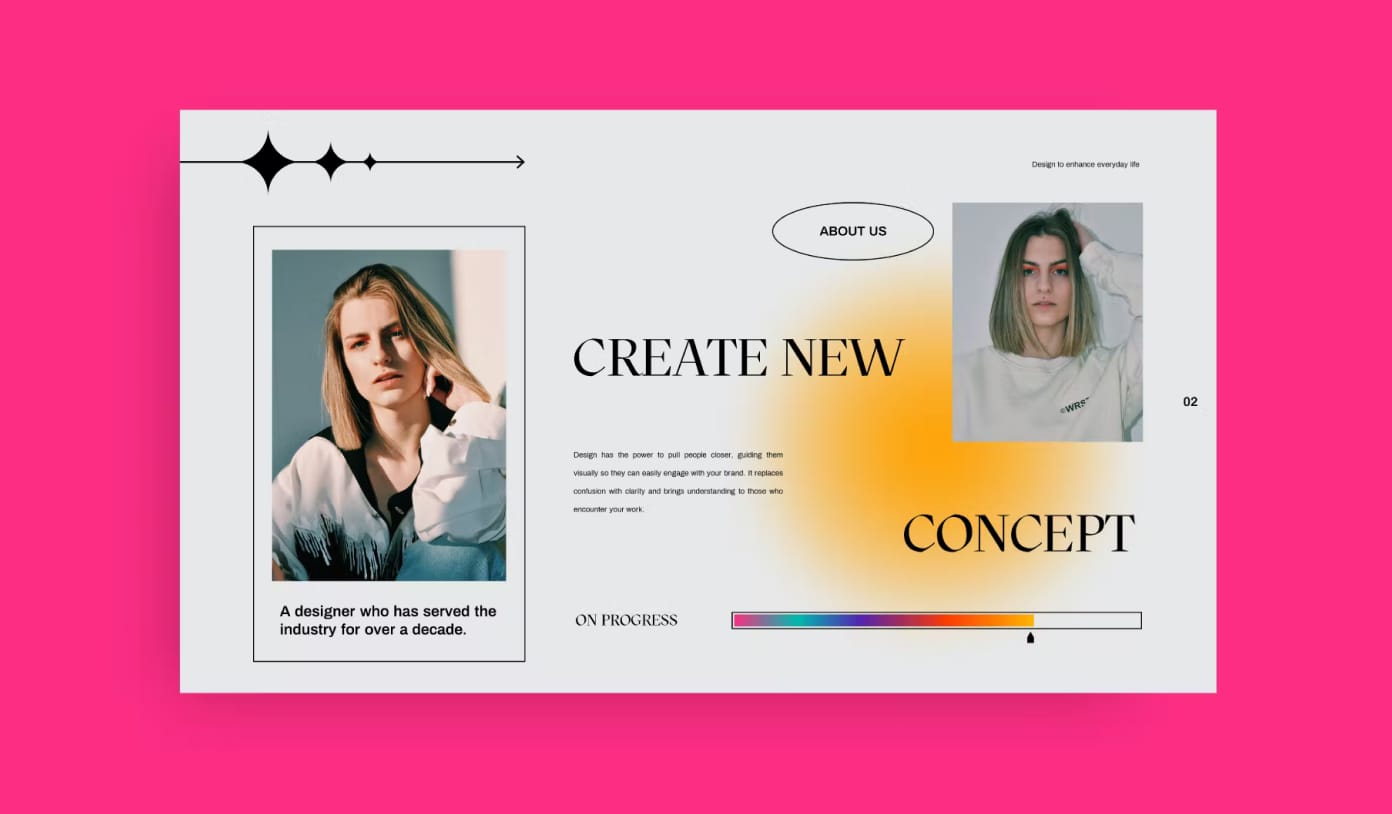 Design to enhance everyday life
ABOUT US
CREATE NEW
©WRS
02
Design has the power to pull people closer, guiding them
visually so they can easily engage with your brand. It replaces
confusion with clarity and brings understanding to those who
encounter your work.
CONCEPT
A designer who has served the
industry for over a decade.
ON PROGRESS